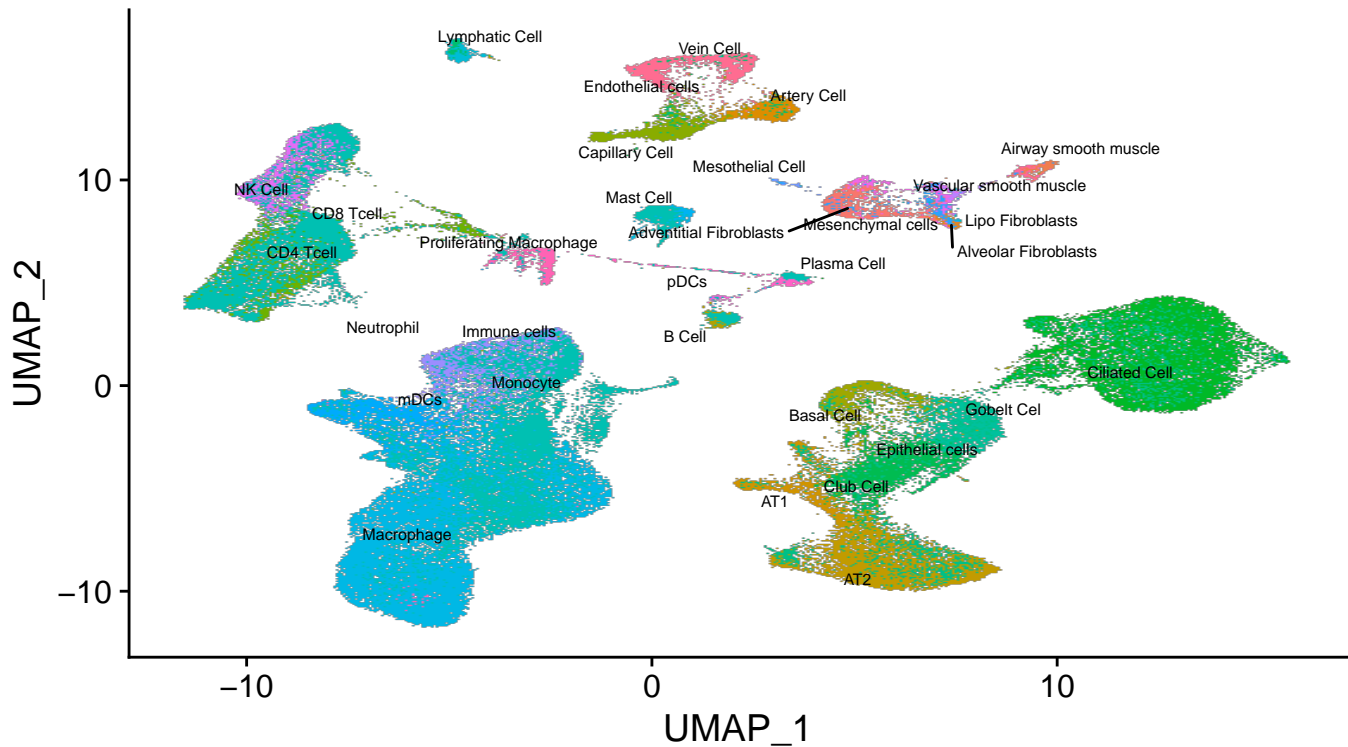 Lymphatic Cell
Vein Cell
Endothelial cells
Artery Cell
Capillary Cell
Airway smooth muscle
Mesothelial Cell
NK Cell
Vascular smooth muscle
Mast Cell
CD8 Tcell
Lipo Fibroblasts
Mesenchymal cells
Adventitial Fibroblasts
Proliferating Macrophage
CD4 Tcell
Alveolar Fibroblasts
Plasma Cell
pDCs
Neutrophil
Immune cells
B Cell
Monocyte
Ciliated Cell
mDCs
Basal Cell
Gobelt Cel
Epithelial cells
Club Cell
AT1
Macrophage
AT2
10
0
−10
UMAP_2
−10
0
10
UMAP_1